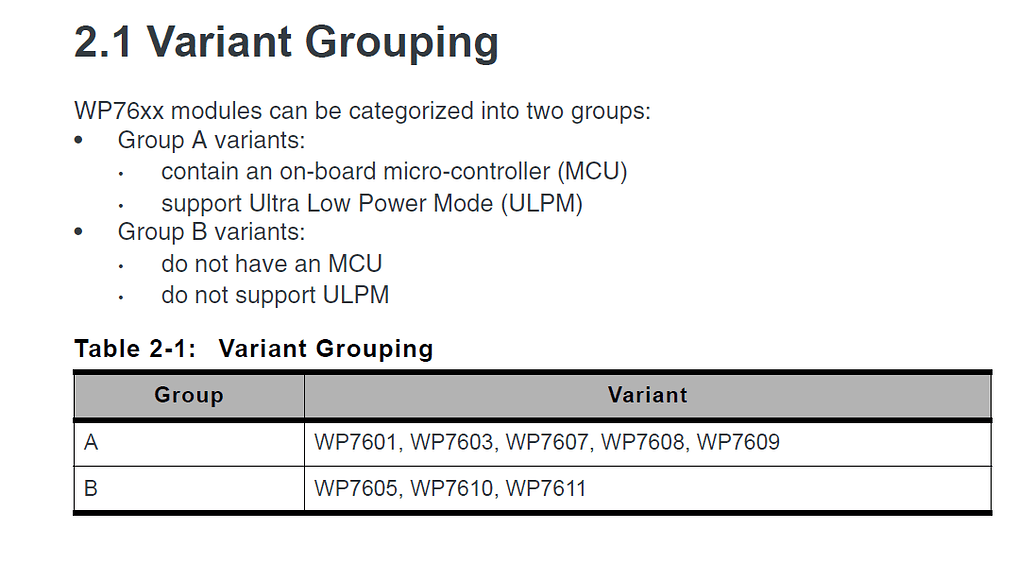 2.1 Variant Grouping
WP76xx modules can be categorized into two groups:
• Group A variants:
· contain an on-board micro-controller (MCU)
· support Ultra Low Power Mode (ULPM)
• Group B variants:
· do not have an MCU
· do not support ULPM
Table 2-1: Variant Grouping
Group Variant
A WP7601, WP7603, WP7607, WP7608, WP7609
B WP7605, WP7610, WP7611